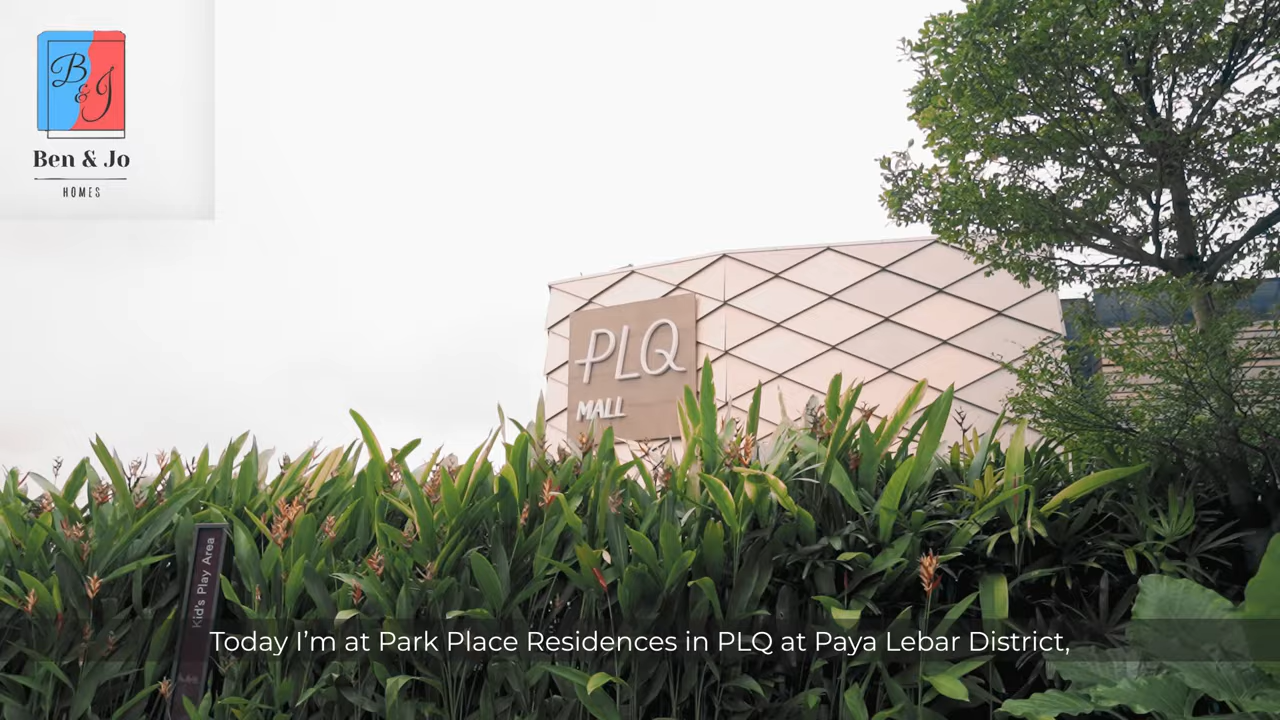 B
& J
Ben & Jo
HOMES
PLQ
MALL
Kid's Play Area
Today I'm at Park Place Residences in PLQ at Paya Lebar District,